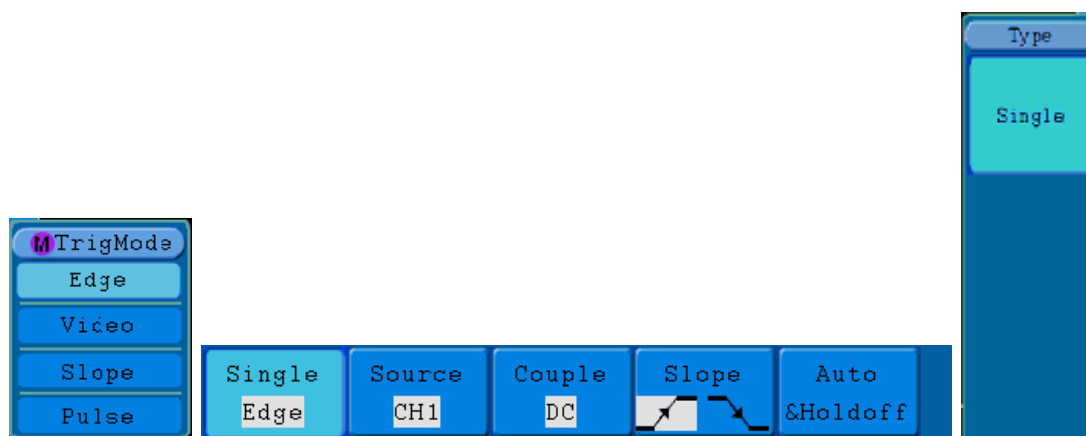 M TrigMode
Edge
Video
Slope
Pulse
Single Source Couple Slope Auto
Edge CH1 DC &Holdoff
Type
Single